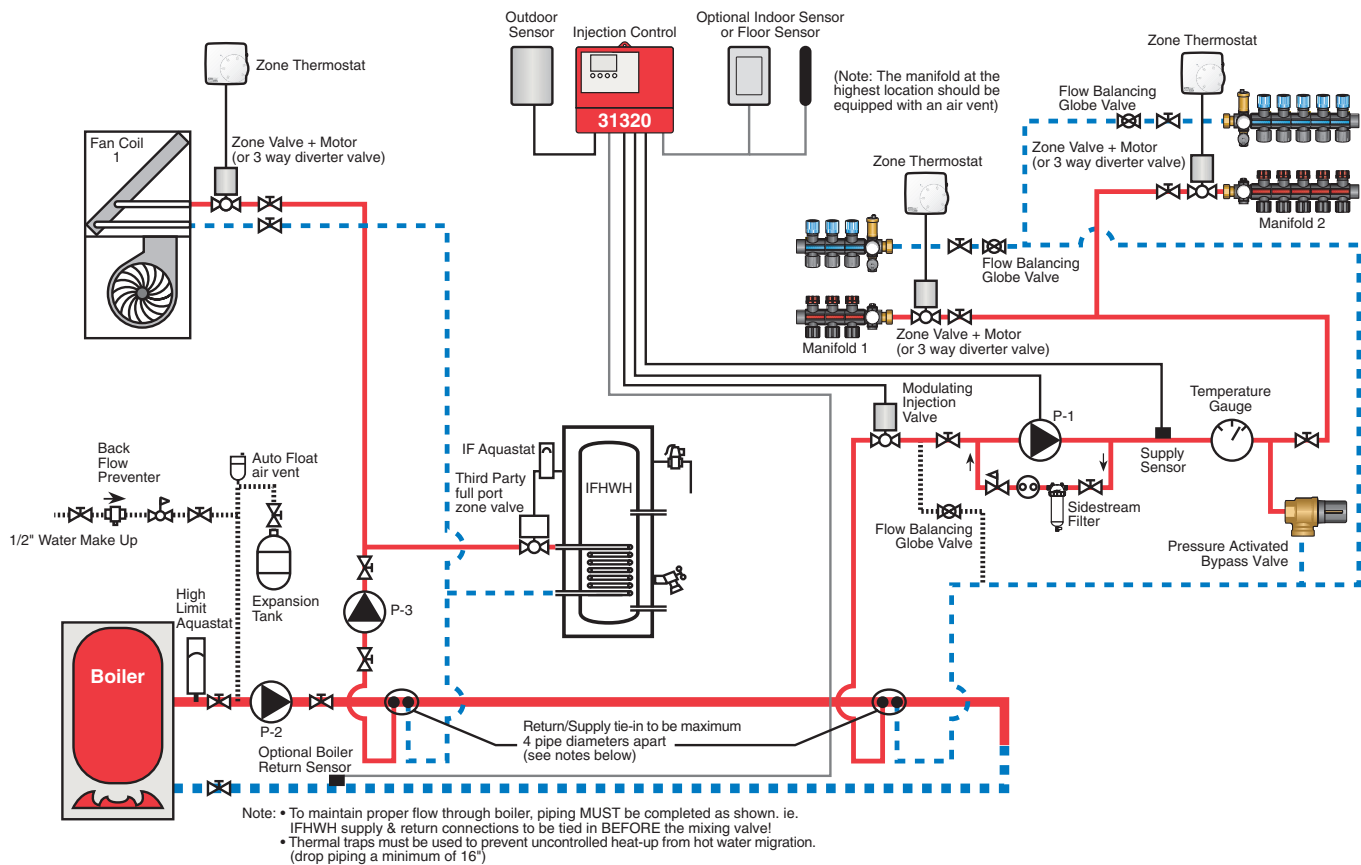 Outdoor
Sensor
Injection Control
Optional Indoor Sensor
or Floor Sensor
Zone Thermostat
Zone Thermostat
(Note: The manifold at the
highest location should be
equipped with an air vent)
Flow Balancing
Globe Valve
31320
Fan Coil
1
Zone Valve + Motor
(or 3 way diverter valve)
Zone Valve + Motor
(or 3 way diverter valve)
Zone Thermostat
Manifold 2
Flow Balancing
Globe Valve
Manifold 1
Zone Valve + Motor
(or 3 way diverter valve)
Modulating
Injection
Valve
P-1
Temperature
Gauge
Supply
Sensor
Sidestream
Filter
Flow Balancing
Globe Valve
Pressure Activated
Bypass Valve
Back
Flow
Preventer
Auto Float
air vent
IF Aquastat
Third Party
full port
zone valve
IFHWH
1/2" Water Make Up
Expansion
Tank
High
Limit
Aquastat
P-3
Boiler
P-2
Optional Boiler
Return Sensor
Return/Supply tie-in to be maximum
4 pipe diameters apart
(see notes below)
Note: • To maintain proper flow through boiler, piping MUST be completed as shown. ie.
IFHWH supply & return connections to be tied in BEFORE the mixing valve!
• Thermal traps must be used to prevent uncontrolled heat-up from hot water migration.
(drop piping a minimum of 16")